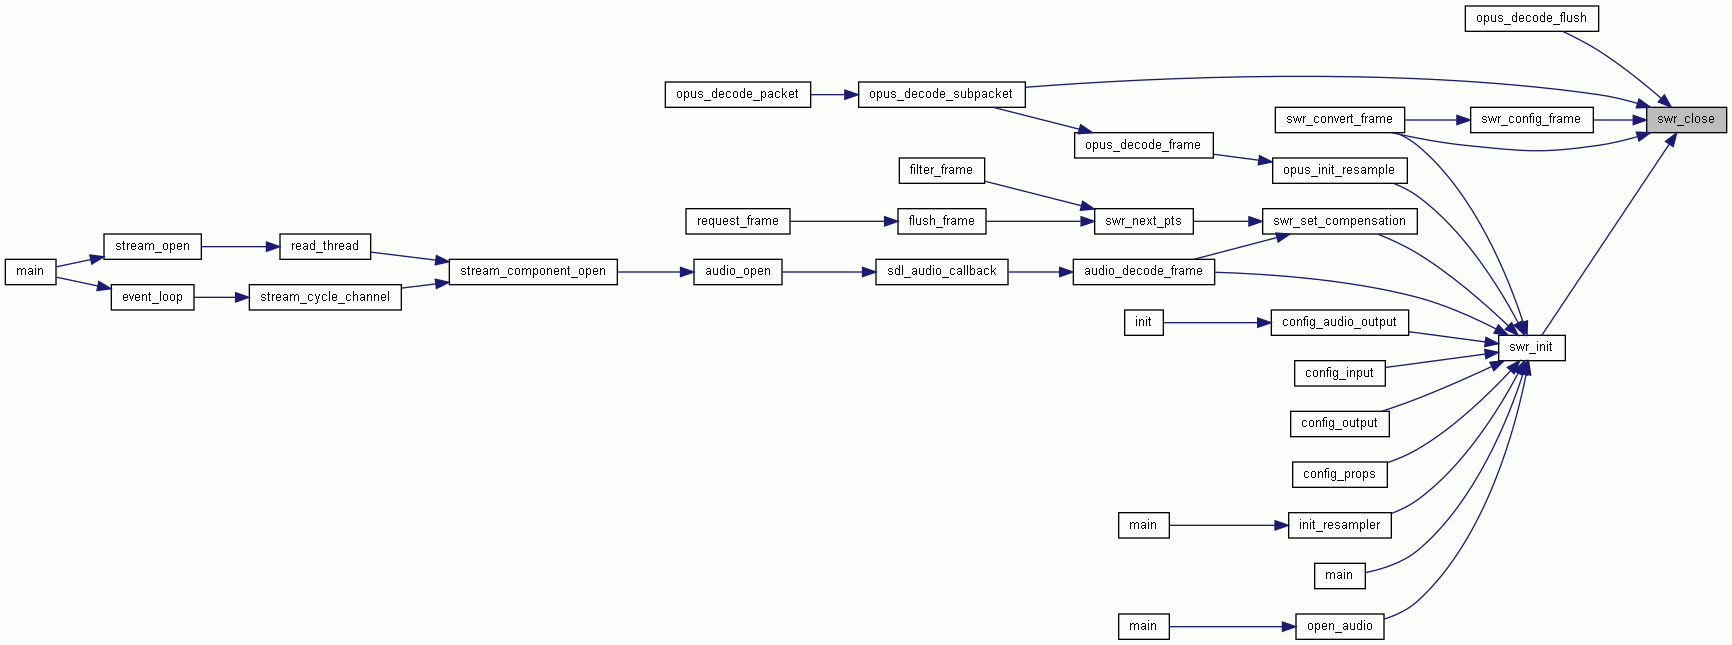 opus_decode_flush
opus_decode_packet
opus_decode_subpacket
swr_convert_frame
swr_config_frame
swr_close
opus_decode_frame
filter_frame
opus_init_resample
request_frame
flush_frame
swr_next_pts
swr_set_compensation
stream_open
read_thread
main
stream_component_open
audio_open
sdl_audio_callback
audio_decode_frame
event_loop
stream_cycle_channel
init
config_audio_output
swr_init
config_input
config_output
config_props
main
init_resampler
main
main
open_audio